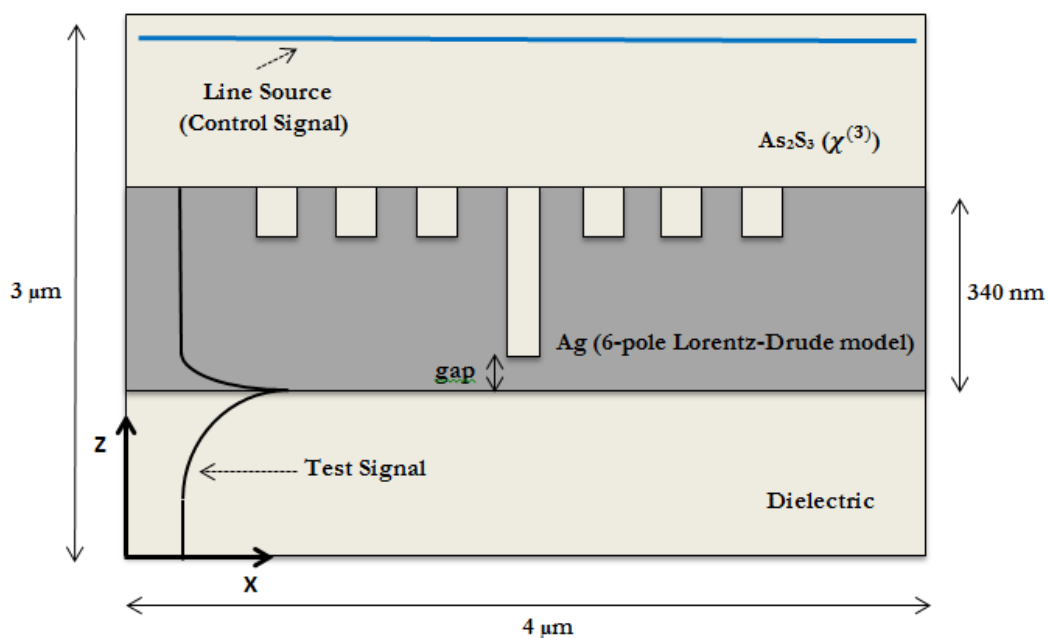 Line Source
(Control Signal)
As₂S₃ (χ⁽³⁾)
3 µm
340 nm
Ag (6-pole Lorentz-Drude model)
gap
Z
Test Signal
Dielectric
X
4 µm